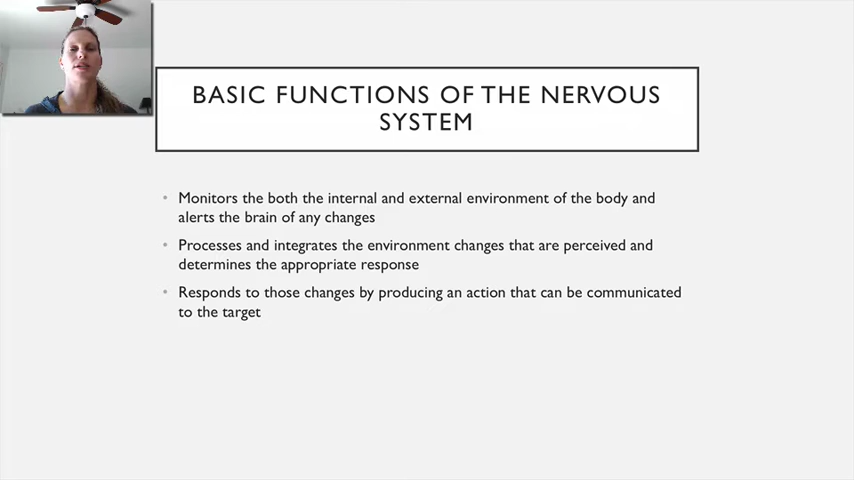 BASIC FUNCTIONS OF THE NERVOUS
SYSTEM
• Monitors the both the internal and external environment of the body and
alerts the brain of any changes
• Processes and integrates the environment changes that are perceived and
determines the appropriate response
• Responds to those changes by producing an action that can be communicated
to the target